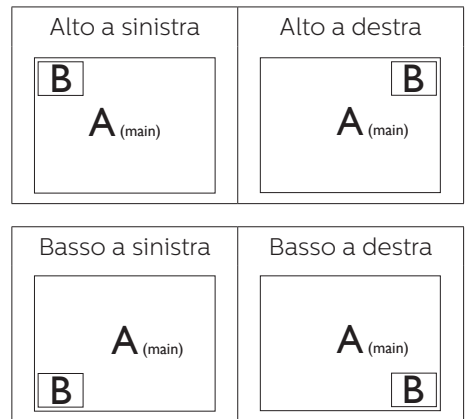 Alto a sinistra
Alto a destra
B
B
A (main)
A (main)
Basso a sinistra
Basso a destra
A (main)
A (main)
B
B